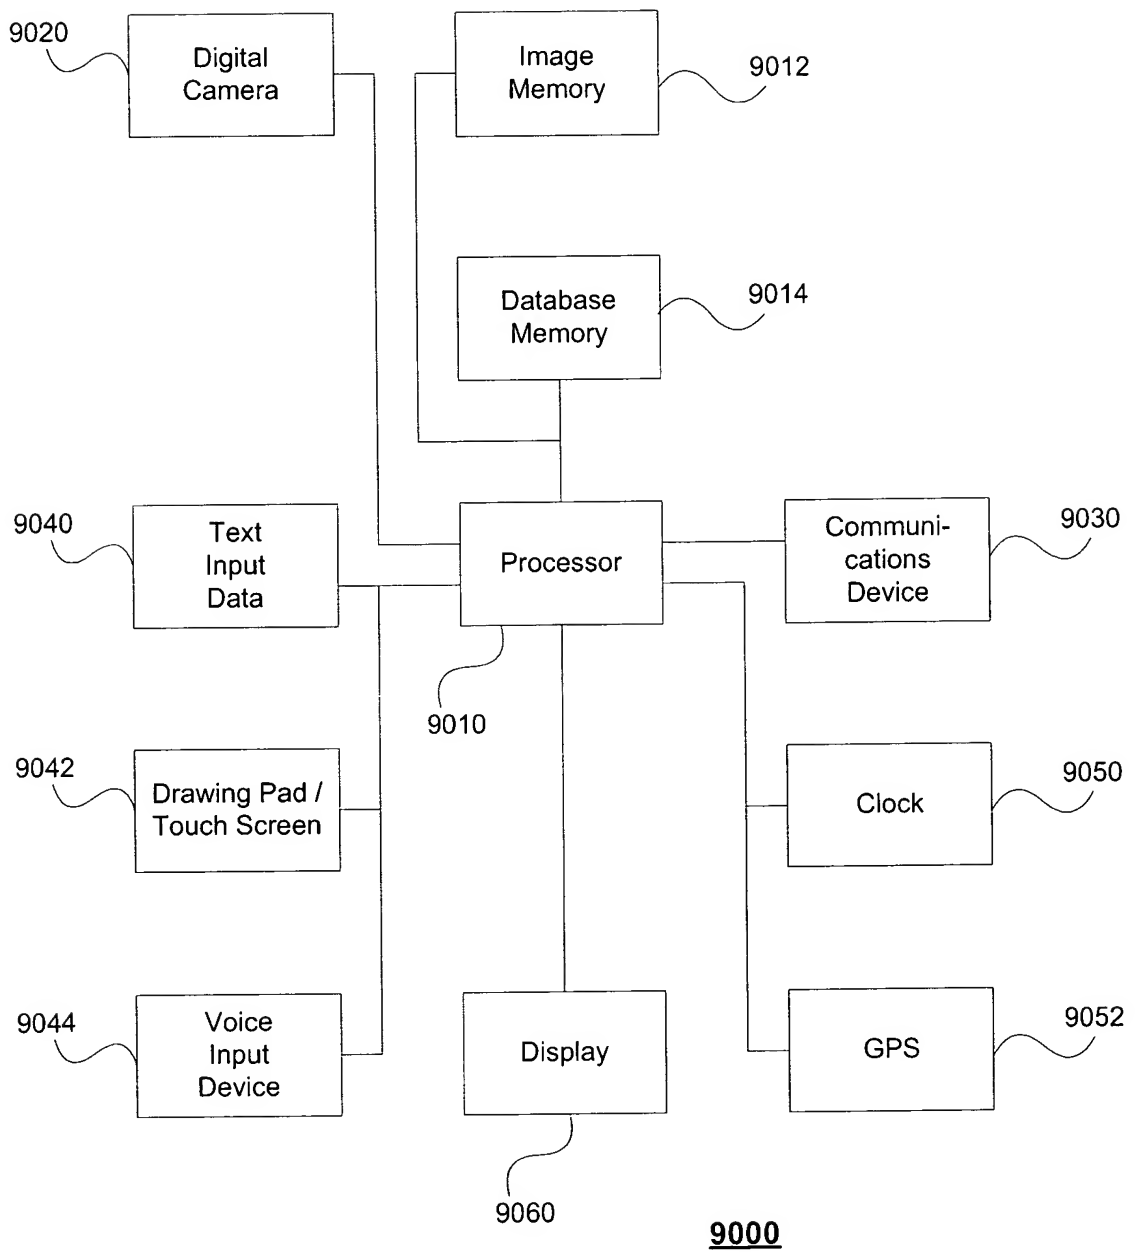 9020
Digital
Camera
Image
Memory
9012
Database
Memory
9014
9040
Text
Input
Data
Processor
9010
Communi-
cations
Device
9030
9042
Drawing Pad /
Touch Screen
Clock
9050
9044
Voice
Input
Device
Display
9060
GPS
9052
9000